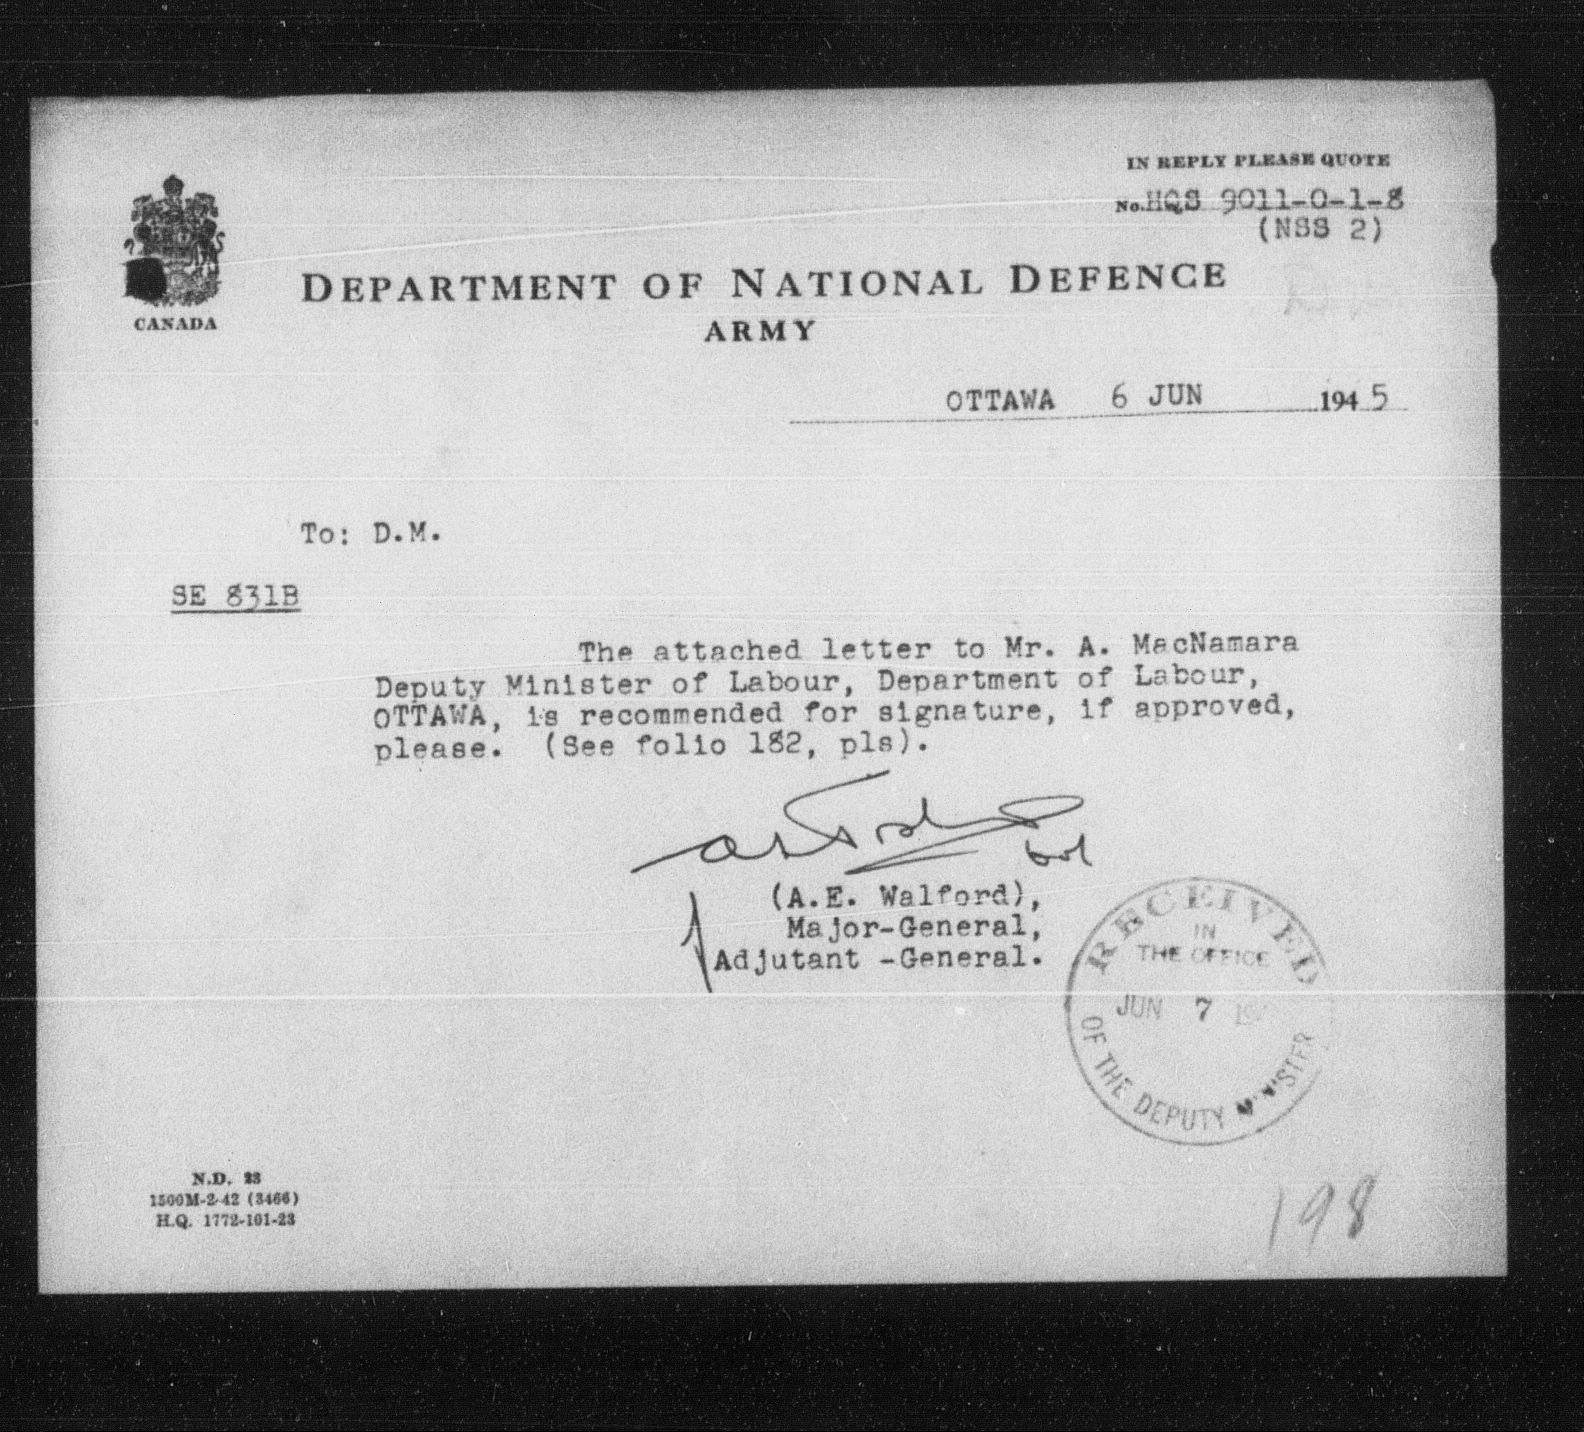 IN REPLY PLEASE QUOTE
No. HQS 9011-0-1-8
(NSS 2)
CANADA
DEPARTMENT OF NATIONAL DEFENCE
ARMY
OTTAWA 6 JUN 1945
To: D.M.
SE 831B
The attached letter to Mr. A. MacNamara
Deputy Minister of Labour, Department of Labour,
OTTAWA, is recommended for signature, if approved,
please. (See folio 182, pls).
(A.E. Walford),
Major-General,
Adjutant -General.
RECEIVED
IN
THE OFFICE
JUN 7
OF THE DEPUTY MINISTER
N.D. 23
1500M-2-42 (3466)
H.Q. 1772-101-23
198